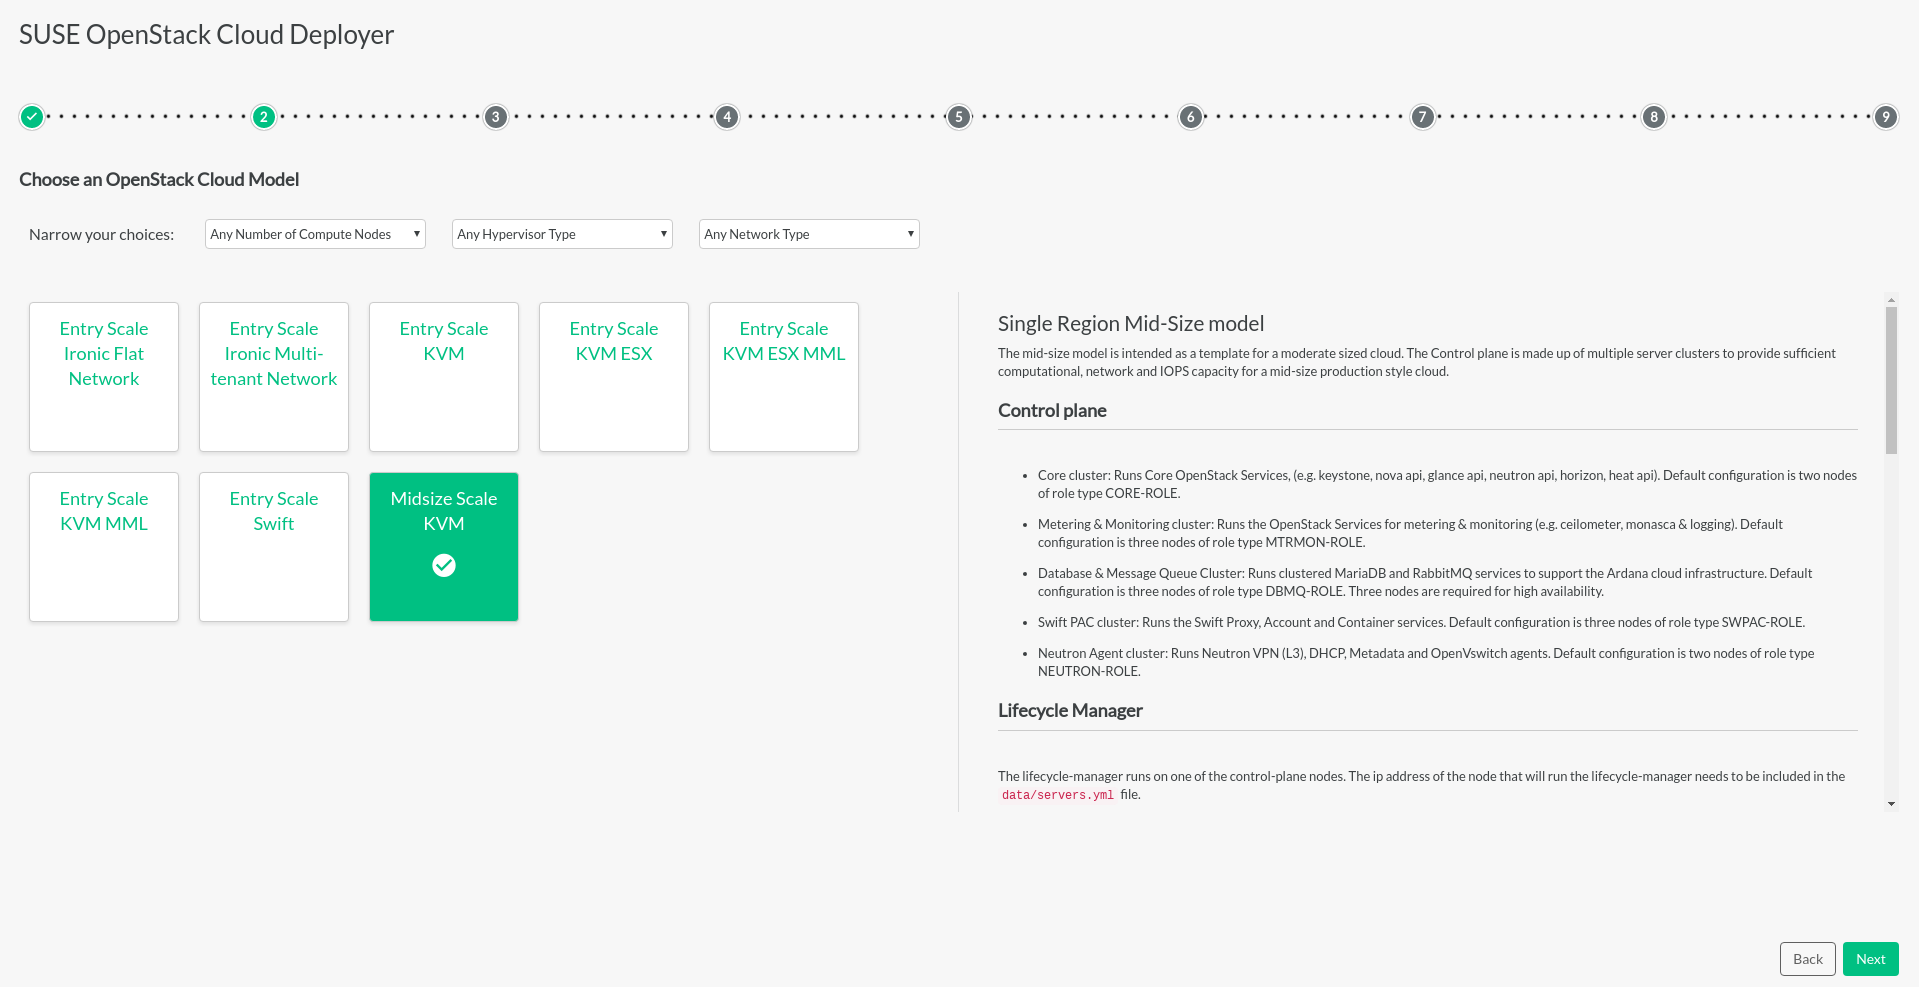 SUSE OpenStack Cloud Deployer
2 3 4 5 6 7 8 9
Choose an OpenStack Cloud Model
Narrow your choices: Any Number of Compute Nodes Any Hypervisor Type Any Network Type
Entry Scale
Ironic Flat
Network
Entry Scale
Ironic Multi-
tenant Network
Entry Scale
KVM
Entry Scale
KVM ESX
Entry Scale
KVM ESX MML
Entry Scale
KVM MML
Entry Scale
Swift
Midsize Scale
KVM
Single Region Mid-Size model
The mid-size model is intended as a template for a moderate sized cloud. The Control plane is made up of multiple server clusters to provide sufficient
computational, network and IOPS capacity for a mid-size production style cloud.
Control plane
• Core cluster: Runs Core OpenStack Services, (e.g. keystone, nova api, glance api, neutron api, horizon, heat api). Default configuration is two nodes
of role type CORE-ROLE.
• Metering & Monitoring cluster: Runs the OpenStack Services for metering & monitoring (e.g. ceilometer, monasca & logging). Default
configuration is three nodes of role type MTRMON-ROLE.
• Database & Message Queue Cluster: Runs clustered MariaDB and RabbitMQ services to support the Ardana cloud infrastructure. Default
configuration is three nodes of role type DBMQ-ROLE. Three nodes are required for high availability.
• Swift PAC cluster: Runs the Swift Proxy, Account and Container services. Default configuration is three nodes of role type SWPAC-ROLE.
• Neutron Agent cluster: Runs Neutron VPN (L3), DHCP, Metadata and OpenVswitch agents. Default configuration is two nodes of role type
NEUTRON-ROLE.
Lifecycle Manager
The lifecycle-manager runs on one of the control-plane nodes. The ip address of the node that will run the lifecycle-manager needs to be included in the
data/servers.yml file.
Back Next